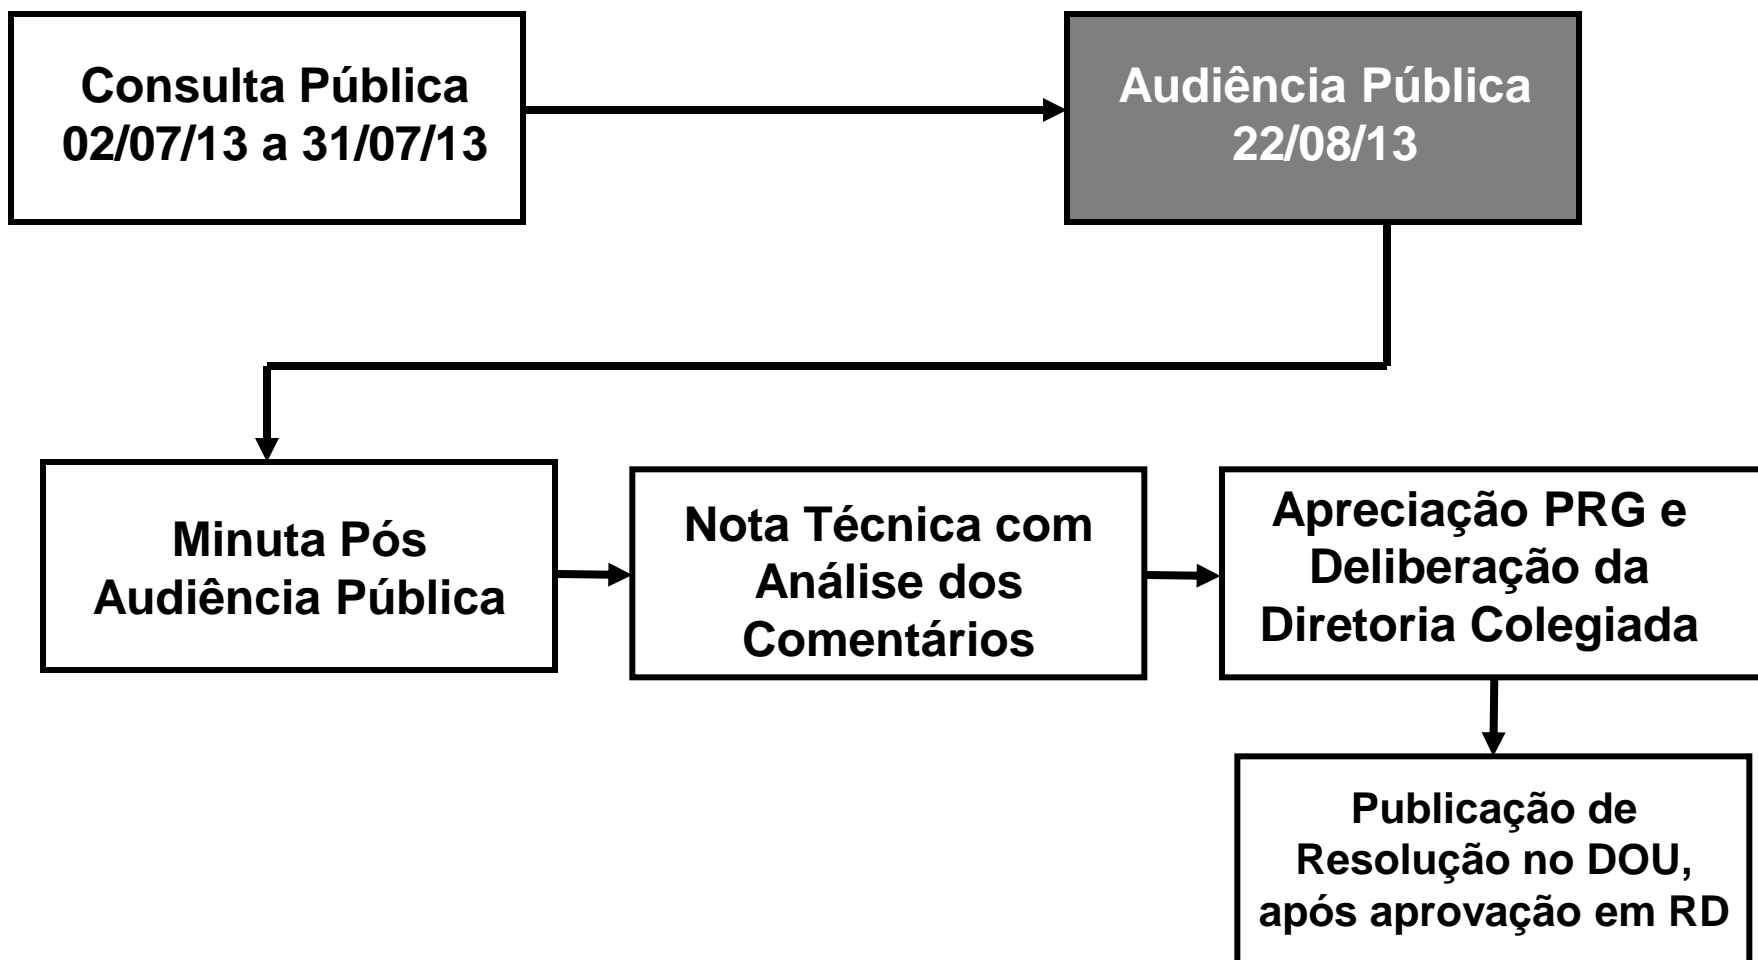 Consulta Pública
02/07/13 a 31/07/13
Audiência Pública
22/08/13
Minuta Pós
Audiência Pública
Nota Técnica com
Análise dos
Comentários
Apreciação PRG e
Deliberação da
Diretoria Colegiada
Publicação de
Resolução no DOU,
após aprovação em RD